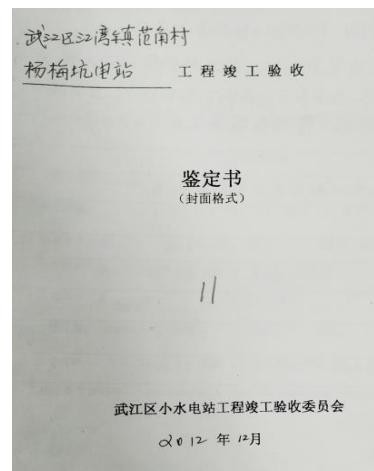 武江区江湾镇范角村
杨梅坑电站 工程竣工验收
鉴定书
（封面格式）
11
武江区小水电站工程竣工验收委员会
2012 年 12月